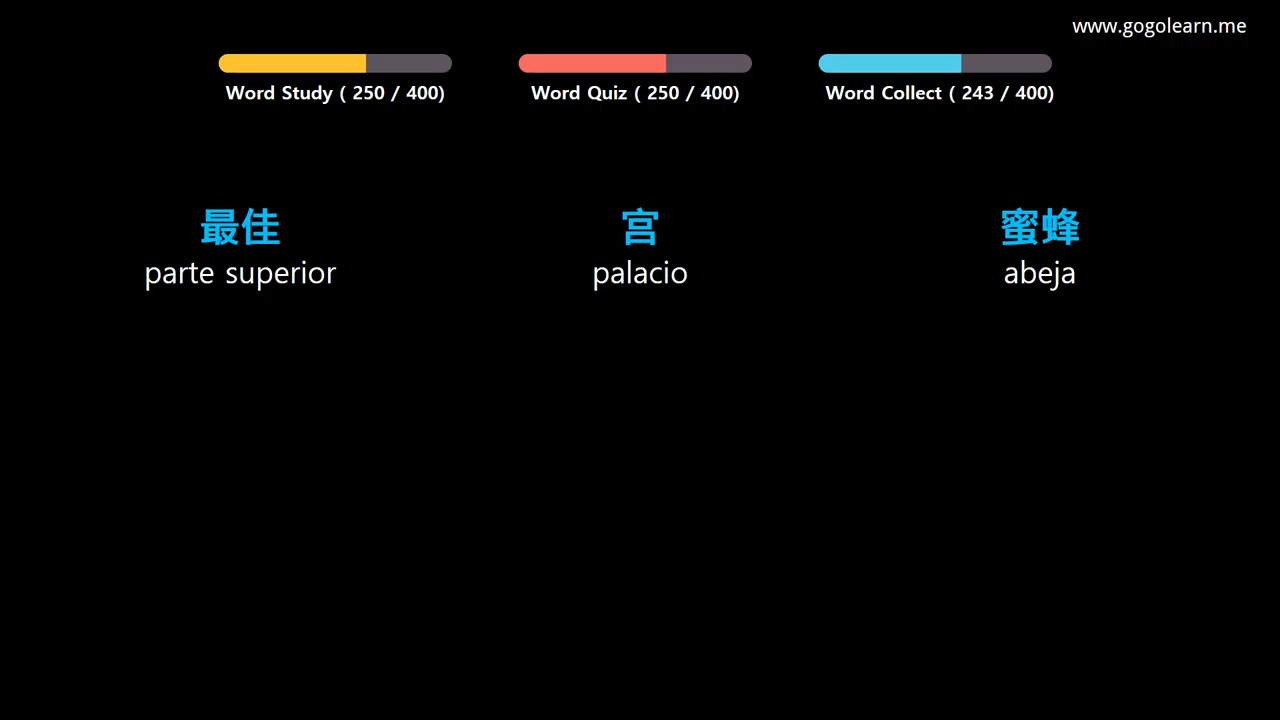 www.gogolearn.me
Word Study ( 250 / 400)
Word Quiz ( 250 / 400)
Word Collect ( 243 / 400)
最佳
parte superior
宫
palacio
蜜蜂
abeja